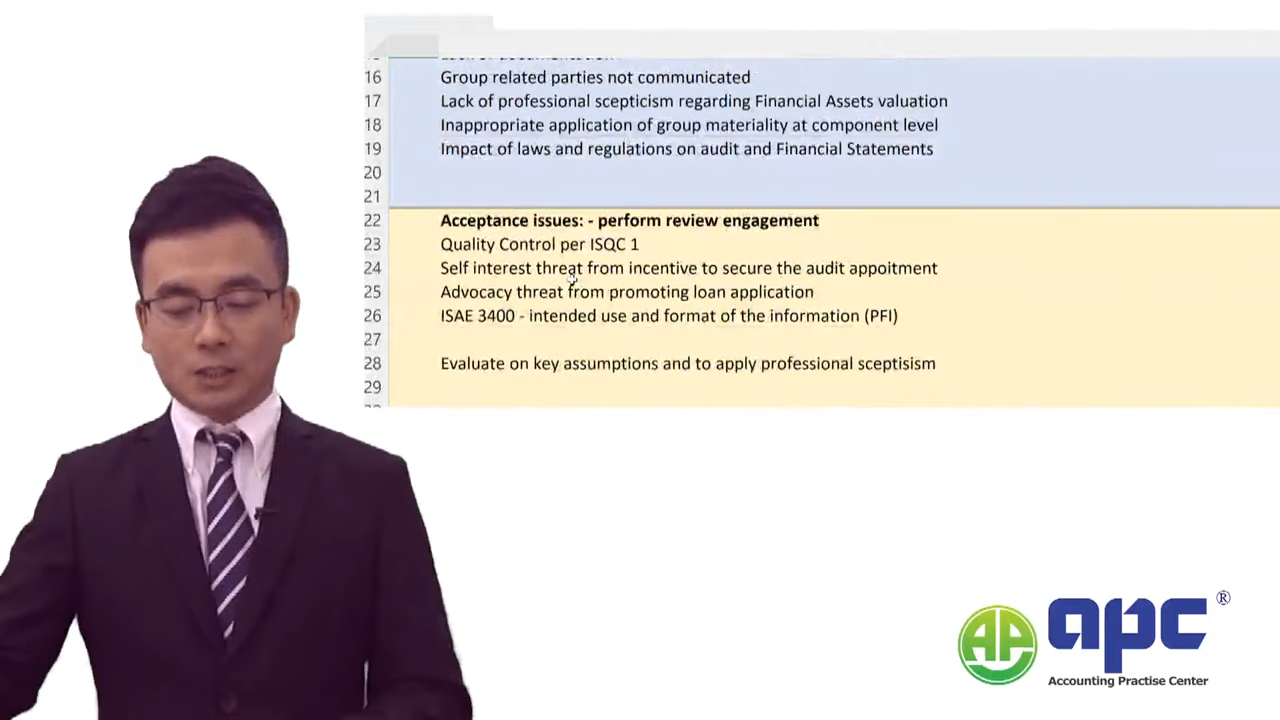 16 Group related parties not communicated
17 Lack of professional scepticism regarding Financial Assets valuation
18 Inappropriate application of group materiality at component level
19 Impact of laws and regulations on audit and Financial Statements
20
21
22 Acceptance issues: - perform review engagement
23 Quality Control per ISQC 1
24 Self interest threat from incentive to secure the audit appoitment
25 Advocacy threat from promoting loan application
26 ISAE 3400 - intended use and format of the information (PFI)
27
28 Evaluate on key assumptions and to apply professional sceptisism
29
AP apc ®
Accounting Practise Center